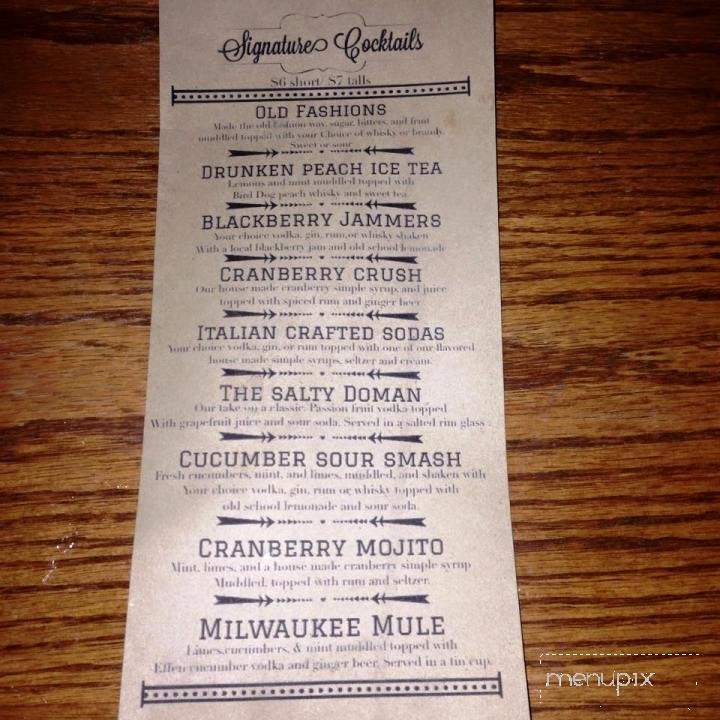 Signature Cocktails
$6 short/ $7 talls
OLD FASHIONS
Made the old fashion way, sugar, bitters, and fruit
muddled topped with your Choice of whisky or brandy.
Sweet or sour
DRUNKEN PEACH ICE TEA
Lemons and mint muddled topped with
Bird Dog peach whisky and sweet tea.
BLACKBERRY JAMMERS
Your choice vodka, gin, rum,or whisky shaken
With a local blackberry jam and old school lemonade
CRANBERRY CRUSH
Our house made cranberry simple syrup, and juice
topped with spiced rum and ginger beer
ITALIAN CRAFTED SODAS
Your choice vodka, gin, or rum topped with one of our flavored
house made simple syrups, seltzer and cream.
THE SALTY DOMAN
Our take on a classic. Passion fruit vodka topped
With grapefruit juice and sour soda. Served in a salted rim glass
CUCUMBER SOUR SMASH
Fresh cucumbers, mint, and limes, muddled, and shaken with
Your choice vodka, gin, rum or whisky topped with
old school lemonade and sour soda.
CRANBERRY MOJITO
Mint, limes, and a house made cranberry simple syrup
Muddled, topped with rum and seltzer.
MILWAUKEE MULE
Limes,cucumbers, & mint muddled topped with
Effen cucumber vodka and ginger beer. Served in a tin cup.
menupix